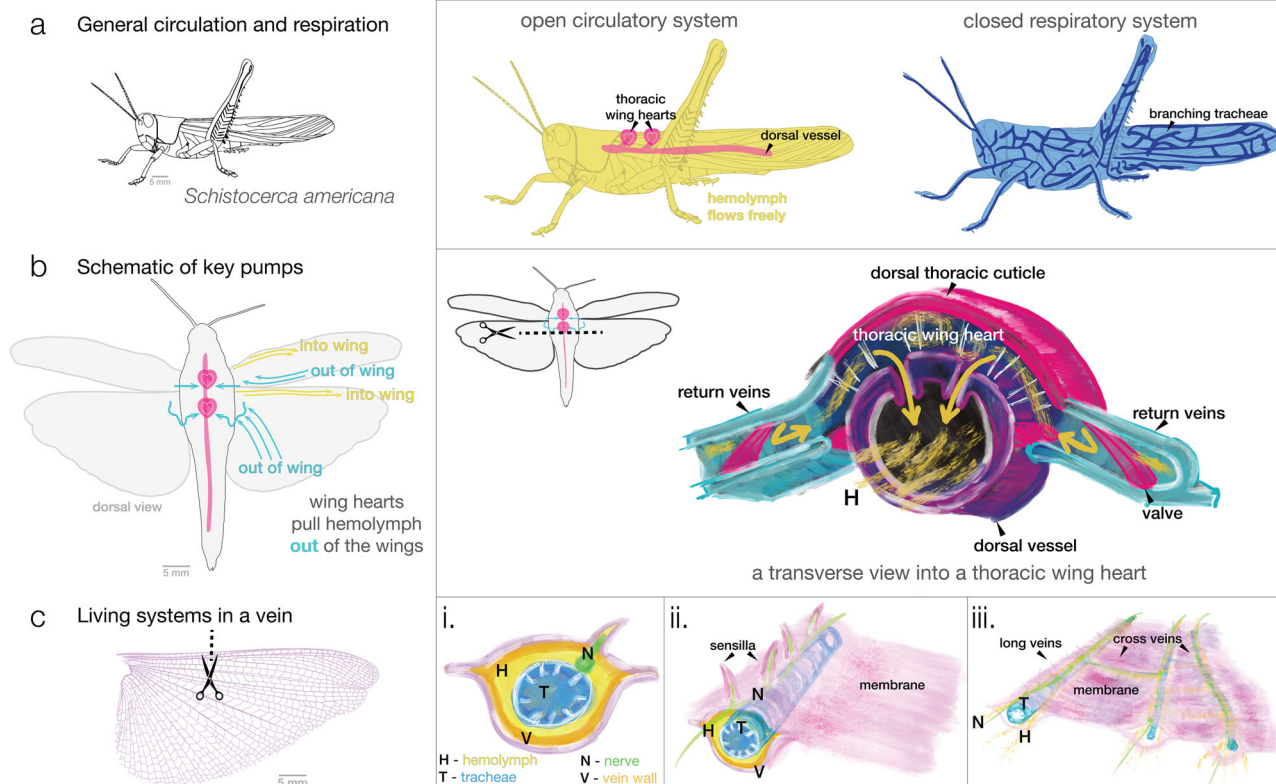 a General circulation and respiration
5 mm
Schistocerca americana
open circulatory system
thoracic
wing hearts
dorsal vessel
hemolymph
flows freely
closed respiratory system
branching tracheae
b Schematic of key pumps
into wing
out of wing
into wing
out of wing
dorsal view
wing hearts
pull hemolymph
out of the wings
5 mm
dorsal thoracic cuticle
thoracic wing heart
return veins
return veins
H
valve
dorsal vessel
a transverse view into a thoracic wing heart
c Living systems in a vein
5 mm
i.
N
H
T
V
H - hemolymph
N - nerve
T - tracheae
V - vein wall
ii.
sensilla
N
membrane
H
T
V
iii.
long veins
cross veins
membrane
T
N
H